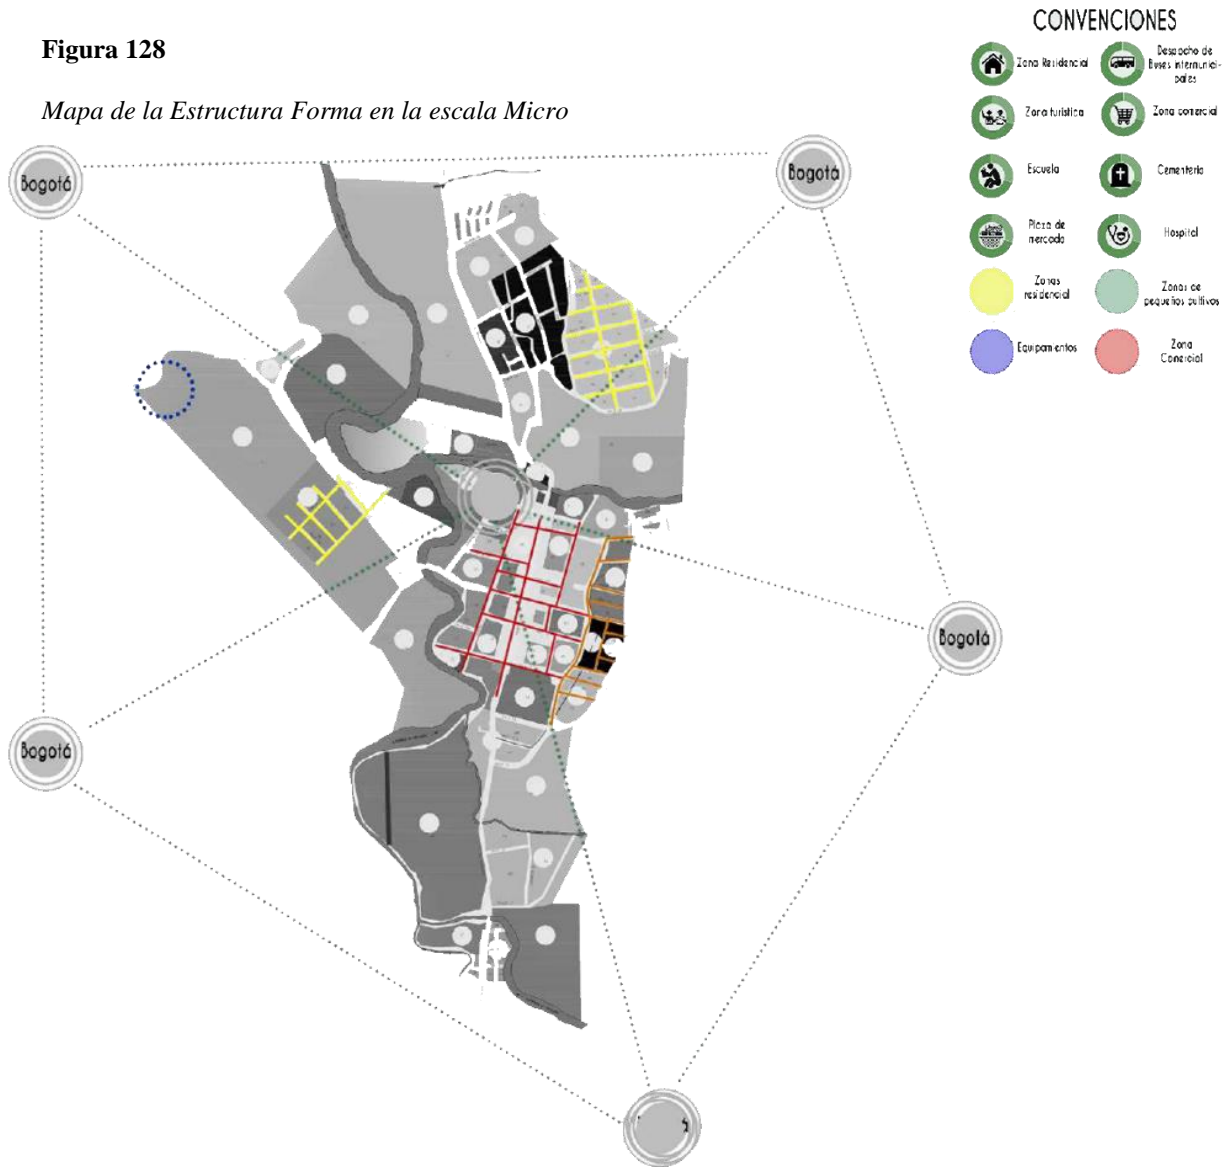 Figura 128
Mapa de la Estructura Forma en la escala Micro
CONVENCIONES
Zona Residencial
Despacho de
Buses intermunici-
pales
Zona turística
Zona comercial
Escuela
Cementerio
Plaza de
mercado
Hospital
Zonas
residencial
Zonas de
pequeños cultivos
Equipamientos
Zona
Comercial
Bogotá
Bogotá
Bogotá
Bogotá